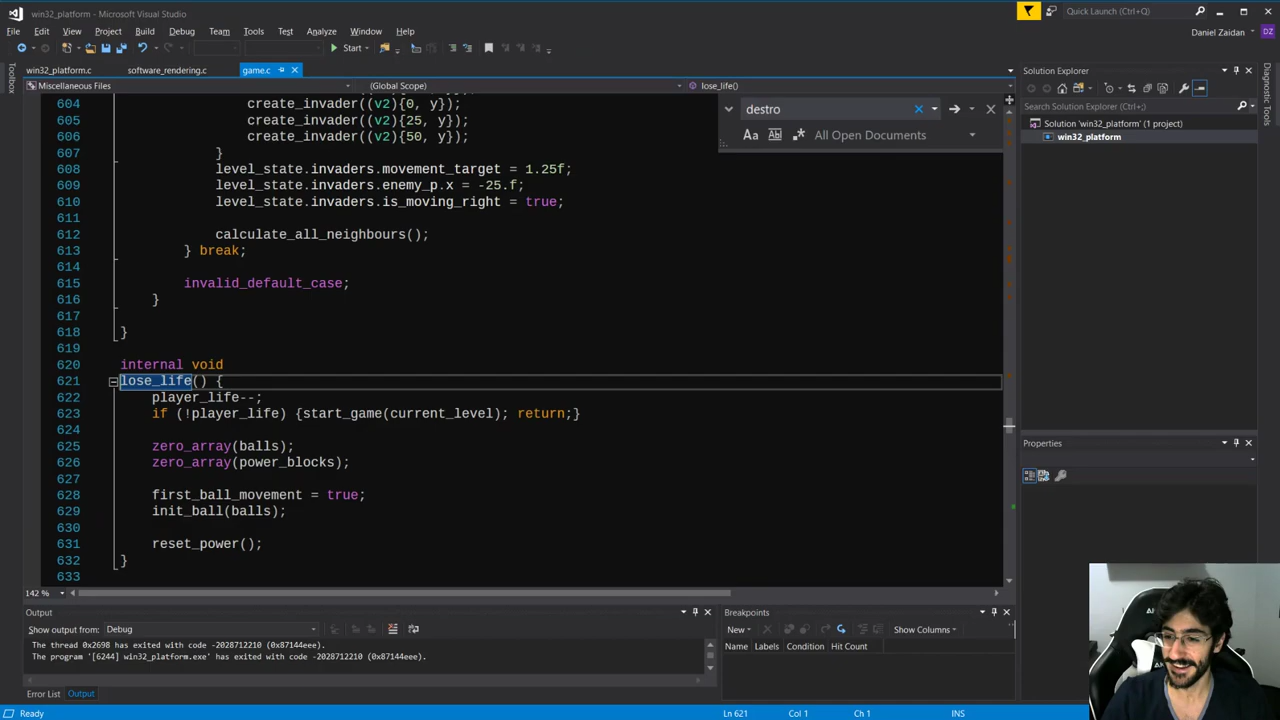 win32_platform - Microsoft Visual Studio
Quick Launch (Ctrl+;)
File Edit View Project Build Debug Team Tools Test Analyze Window Help
Daniel Zaidan DZ
Start
win32_platform.c software_rendering.c game.c
Miscellaneous Files (Global Scope) lose_life()
Toolbox
Diagnostic Tools
destro
Aa Abl All Open Documents
604 create_invader((v2){0, y});
605 create_invader((v2){25, y});
606 create_invader((v2){50, y});
607 }
608 level_state.invaders.movement_target = 1.25f;
609 level_state.invaders.enemy_p.x = -25.f;
610 level_state.invaders.is_moving_right = true;
611
612 calculate_all_neighbours();
613 } break;
614
615 invalid_default_case;
616 }
617
618 }
619
620 internal void
621 lose_life() {
622 player_life--;
623 if (!player_life) {start_game(current_level); return;}
624
625 zero_array(balls);
626 zero_array(power_blocks);
627
628 first_ball_movement = true;
629 init_ball(balls);
630
631 reset_power();
632 }
633
142 %
Solution Explorer
Search Solution Explorer (Ctrl+;)
Solution 'win32_platform' (1 project)
win32_platform
Properties
Output
Show output from: Debug
The thread 0x2698 has exited with code -2028712210 (0x87144eee).
The program '[6244] win32_platform.exe' has exited with code -2028712210 (0x87144eee).
Breakpoints
New Show Columns
Name Labels Condition Hit Count
Error List Output
Ready Ln 621 Col 1 Ch 1 INS